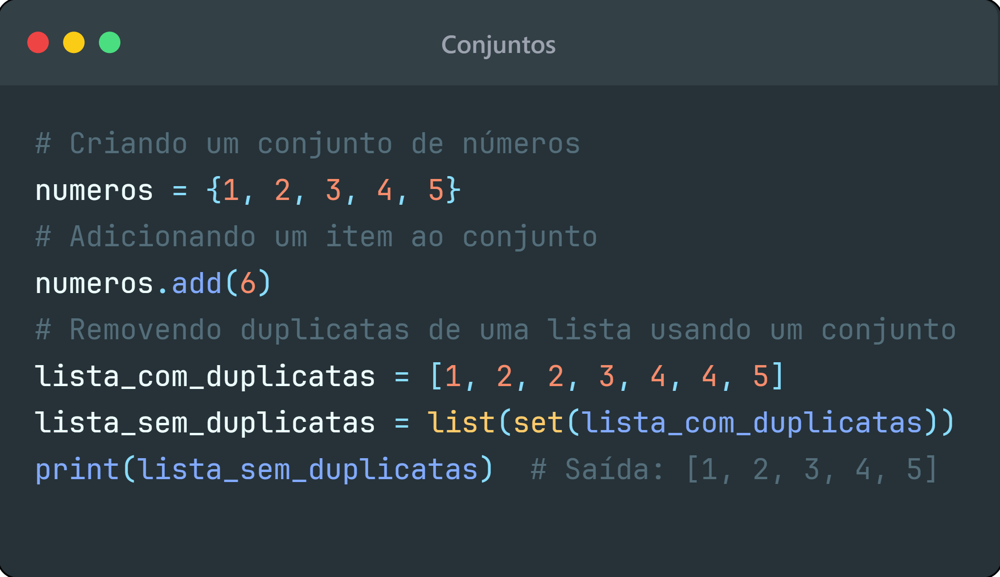 Conjuntos
# Criando um conjunto de números
numeros = {1, 2, 3, 4, 5}
# Adicionando um item ao conjunto
numeros.add(6)
# Removendo duplicatas de uma lista usando um conjunto
lista_com_duplicatas = [1, 2, 2, 3, 4, 4, 5]
lista_sem_duplicatas = list(set(lista_com_duplicatas))
print(lista_sem_duplicatas)  # Saída: [1, 2, 3, 4, 5]